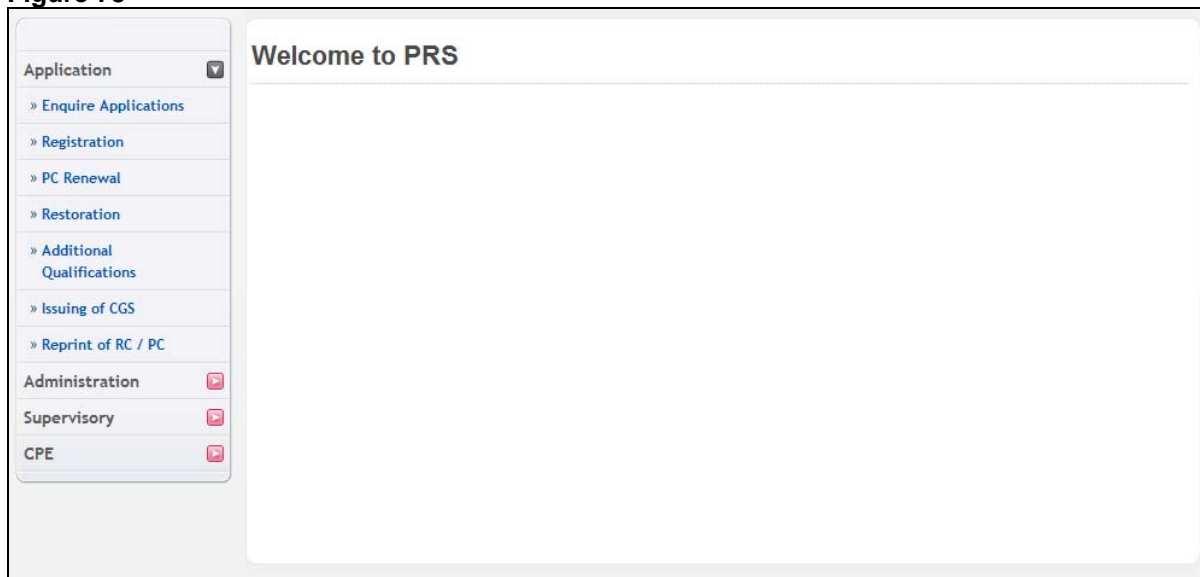 Application
» Enquire Applications
» Registration
» PC Renewal
» Restoration
» Additional
Qualifications
» Issuing of CGS
» Reprint of RC / PC
Administration
Supervisory
CPE
Welcome to PRS